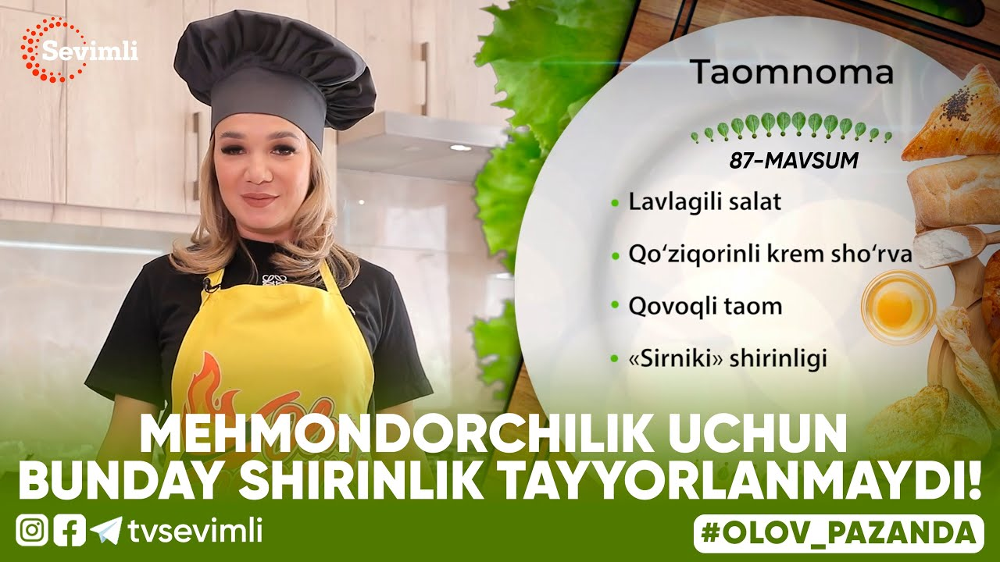 Sevimli
Taomnoma
87-MAVSUM
• Lavlagili salat
• Qo‘ziqorinli krem sho‘rva
• Qovoqli taom
• «Sirniki» shirinligi
MEHMONDORCHILIK UCHUN
BUNDAY SHIRINLIK TAYYORLANMAYDI!
tvsevimli
#OLOV_PAZANDA